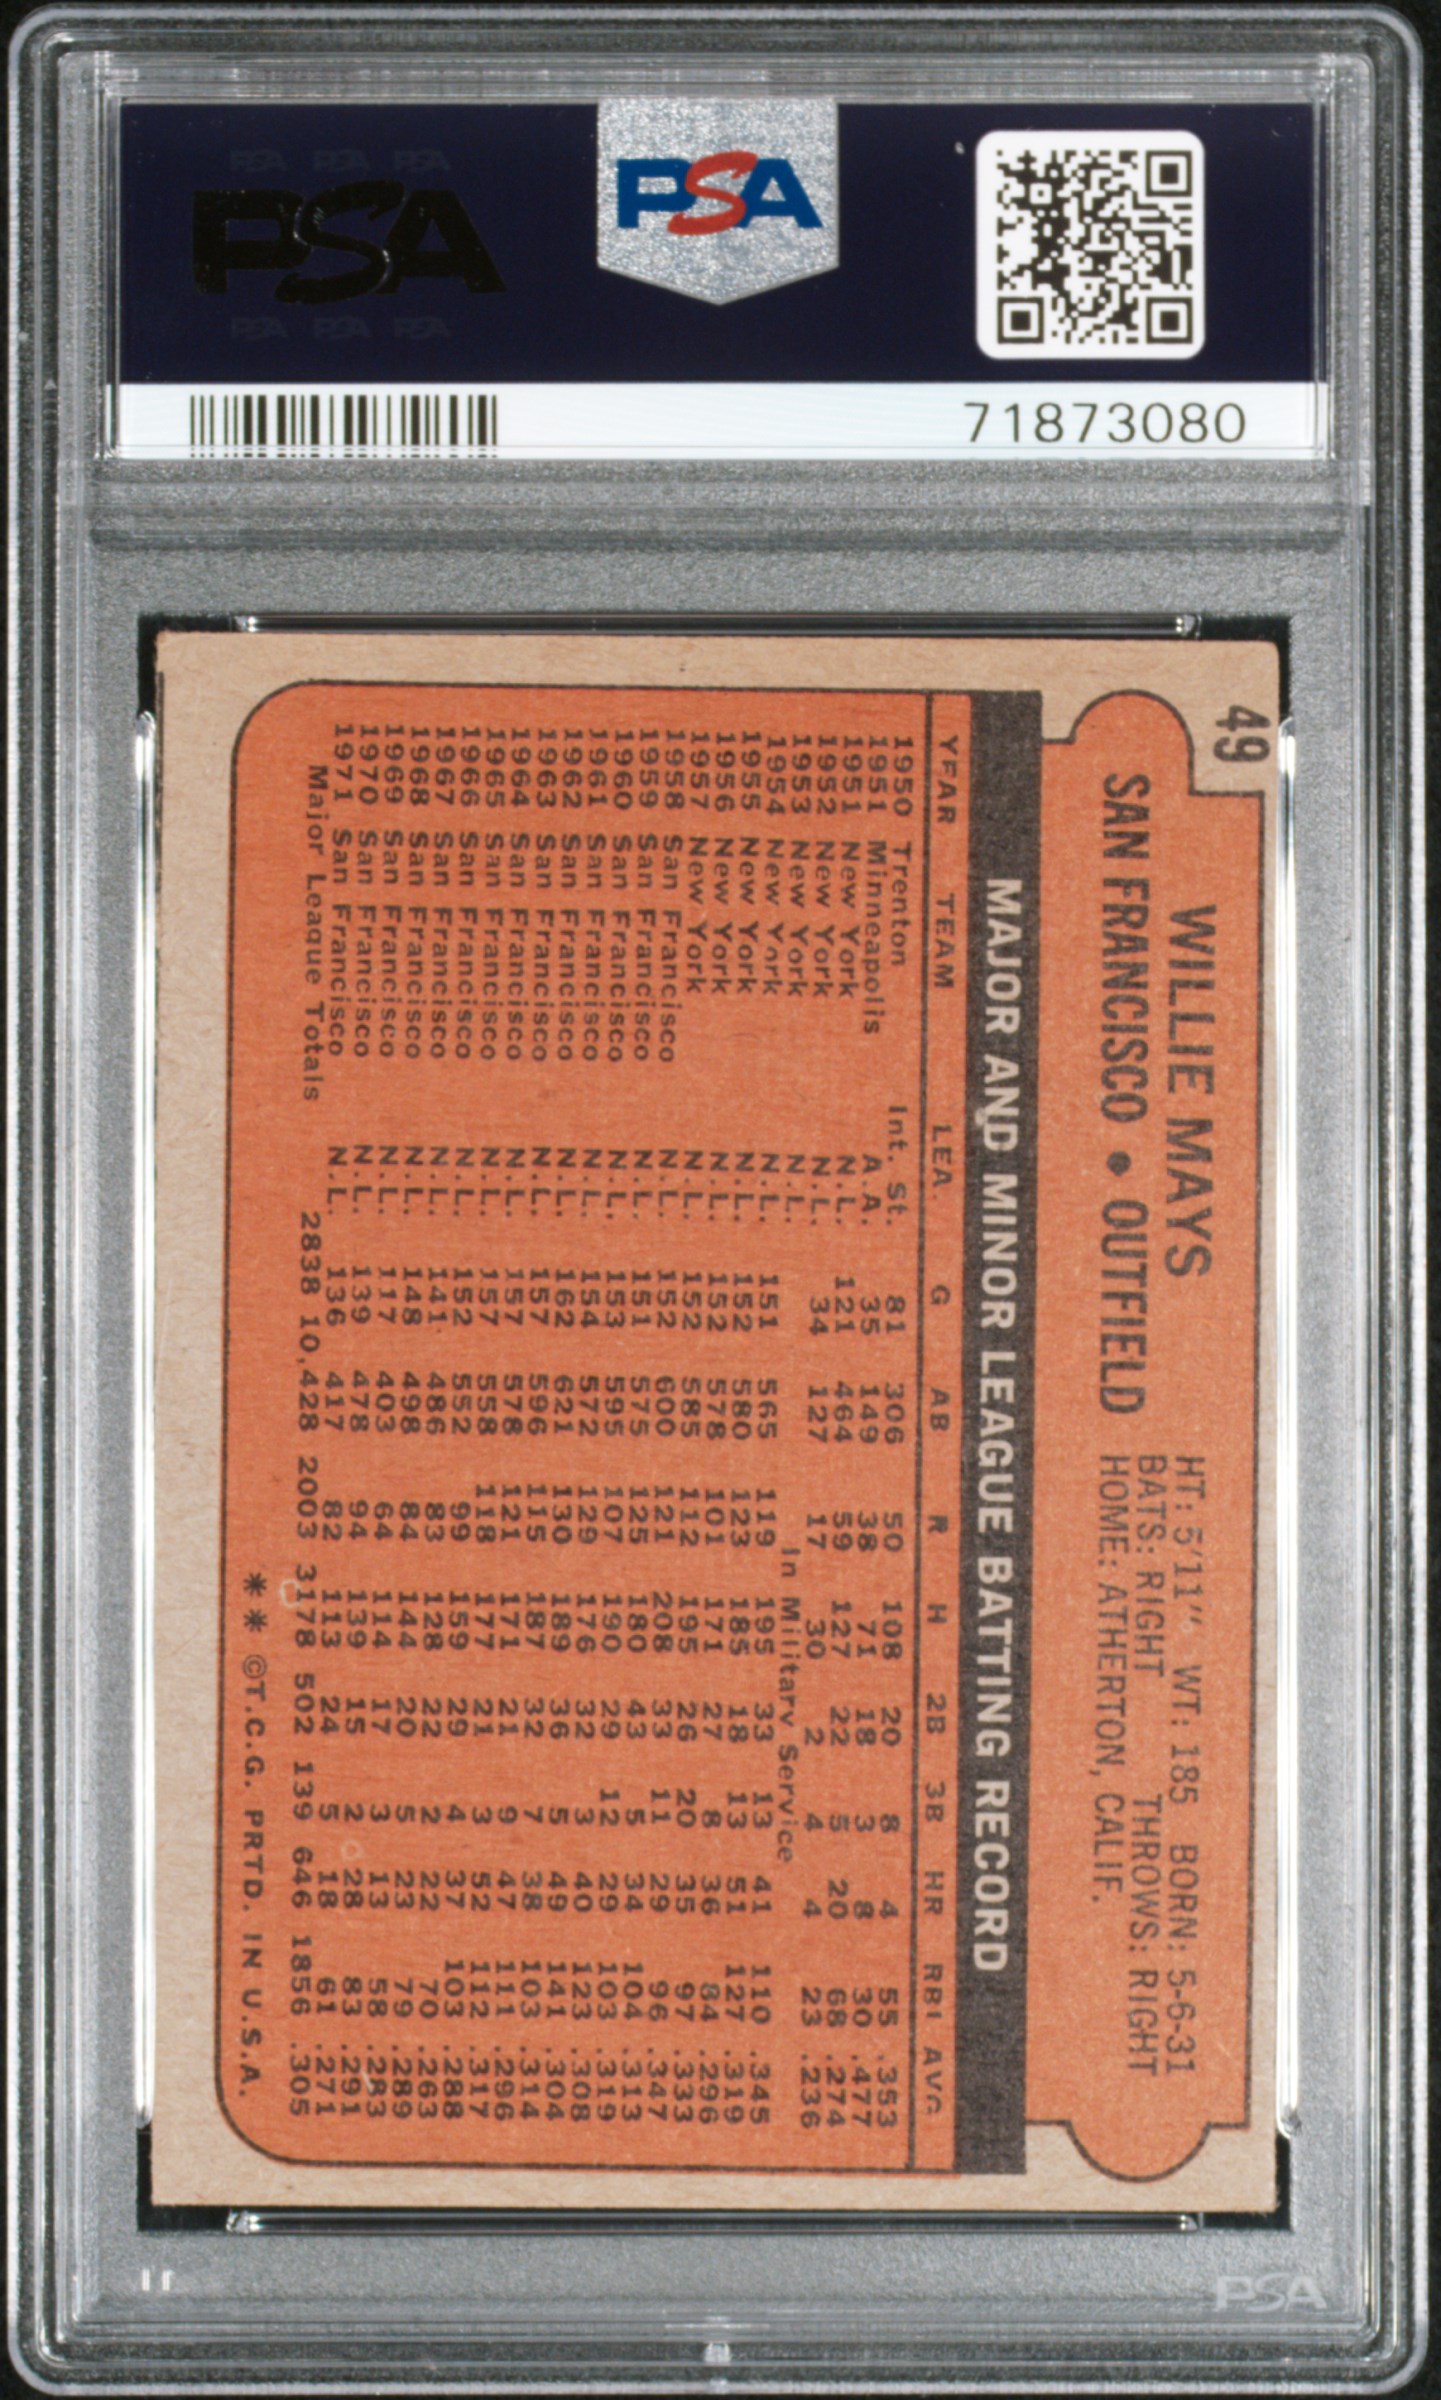 PSA PSA PSA
PSA
PSA PSA PSA
PSA
71873080
49
WILLIE MAYS
SAN FRANCISCO • OUTFIELD
HT: 5'11" WT: 185 BORN: 5-6-31
BATS: RIGHT THROWS: RIGHT
HOME: ATHERTON, CALIF.
MAJOR AND MINOR LEAGUE BATTING RECORD
YEAR TEAM LEA. G AB R H 2B 3B HR RBI AVG.
1950 Trenton Int. St. 81 306 50 108 20 8 4 55 .353
1951 Minneapolis A.A. 35 149 38 71 18 3 8 30 .477
1951 New York N.L. 121 464 59 127 22 5 20 68 .274
1952 New York N.L. 34 127 17 30 2 4 4 23 .236
1953 New York N.L. In Military Service
1954 New York N.L. 151 565 119 195 33 13 41 110 .345
1955 New York N.L. 152 580 123 185 18 13 51 127 .319
1956 New York N.L. 152 578 101 171 27 8 36 84 .296
1957 New York N.L. 152 585 112 195 26 20 35 97 .333
1958 San Francisco N.L. 152 600 121 208 33 11 29 96 .347
1959 San Francisco N.L. 151 575 125 180 43 5 34 104 .313
1960 San Francisco N.L. 153 595 107 190 29 12 29 103 .319
1961 San Francisco N.L. 154 572 129 176 32 3 40 123 .308
1962 San Francisco N.L. 162 621 130 189 36 5 49 141 .304
1963 San Francisco N.L. 157 596 115 187 32 7 38 103 .314
1964 San Francisco N.L. 157 578 121 171 21 9 47 111 .296
1965 San Francisco N.L. 157 558 118 177 21 3 52 112 .317
1966 San Francisco N.L. 152 552 99 159 29 4 37 103 .288
1967 San Francisco N.L. 141 486 83 128 22 2 22 70 .263
1968 San Francisco N.L. 148 498 84 144 20 5 23 79 .289
1969 San Francisco N.L. 117 403 64 114 17 3 13 58 .283
1970 San Francisco N.L. 139 478 94 139 15 2 28 83 .291
1971 San Francisco N.L. 136 417 82 113 24 5 18 61 .271
Major League Totals 2838 10,428 2003 3178 502 139 646 1856 .305
** ©T.C.G. PRTD. IN U.S.A.
PSA